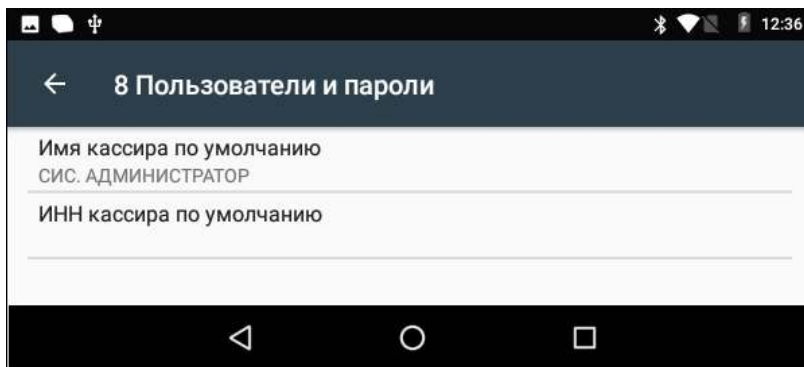 12:36
8 Пользователи и пароли
Имя кассира по умолчанию
СИС. АДМИНИСТРАТОР
ИНН кассира по умолчанию